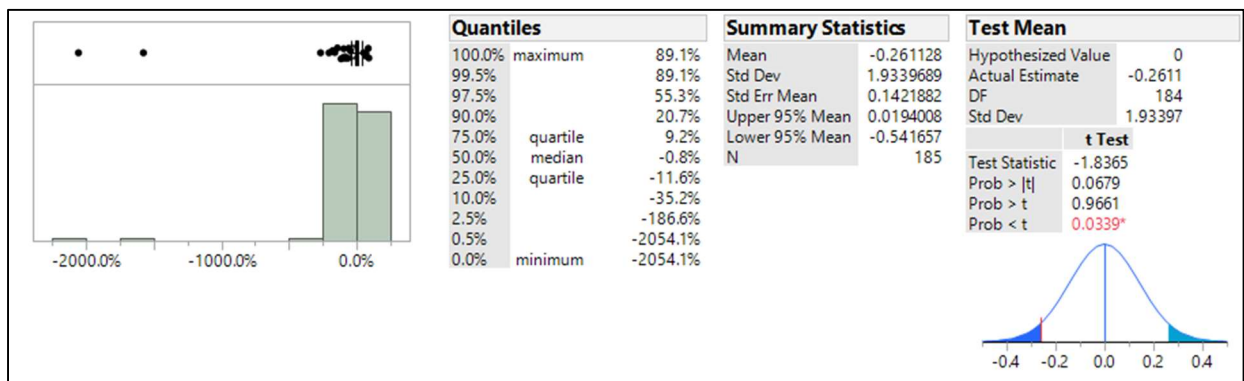 -2000.0% -1000.0% 0.0%
Quantiles
100.0% maximum 89.1%
99.5% 89.1%
97.5% 55.3%
90.0% 20.7%
75.0% quartile 9.2%
50.0% median -0.8%
25.0% quartile -11.6%
10.0% -35.2%
2.5% -186.6%
0.5% -2054.1%
0.0% minimum -2054.1%
Summary Statistics
Mean -0.261128
Std Dev 1.9339689
Std Err Mean 0.1421882
Upper 95% Mean 0.0194008
Lower 95% Mean -0.541657
N 185
Test Mean
Hypothesized Value 0
Actual Estimate -0.2611
DF 184
Std Dev 1.93397
t Test
Test Statistic -1.8365
Prob > |t| 0.0679
Prob > t 0.9661
Prob < t 0.0339*
-0.4 -0.2 0.0 0.2 0.4